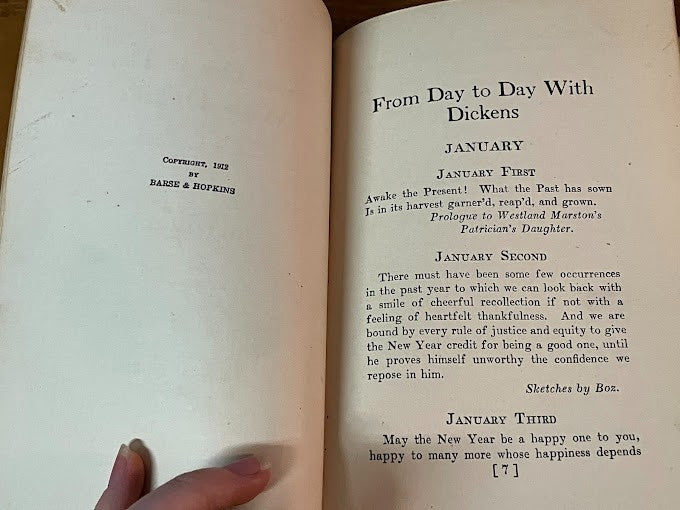 Copyright, 1912
BY
BARSE & HOPKINS
From Day to Day With
Dickens
JANUARY
January First
Awake the Present! What the Past has sown
Is in its harvest garner'd, reap'd, and grown.
Prologue to Westland Marston's
Patrician's Daughter.
January Second
There must have been some few occurrences
in the past year to which we can look back with
a smile of cheerful recollection if not with a
feeling of heartfelt thankfulness. And we are
bound by every rule of justice and equity to give
the New Year credit for being a good one, until
he proves himself unworthy the confidence we
repose in him.
Sketches by Boz.
January Third
May the New Year be a happy one to you,
happy to many more whose happiness depends
[7]